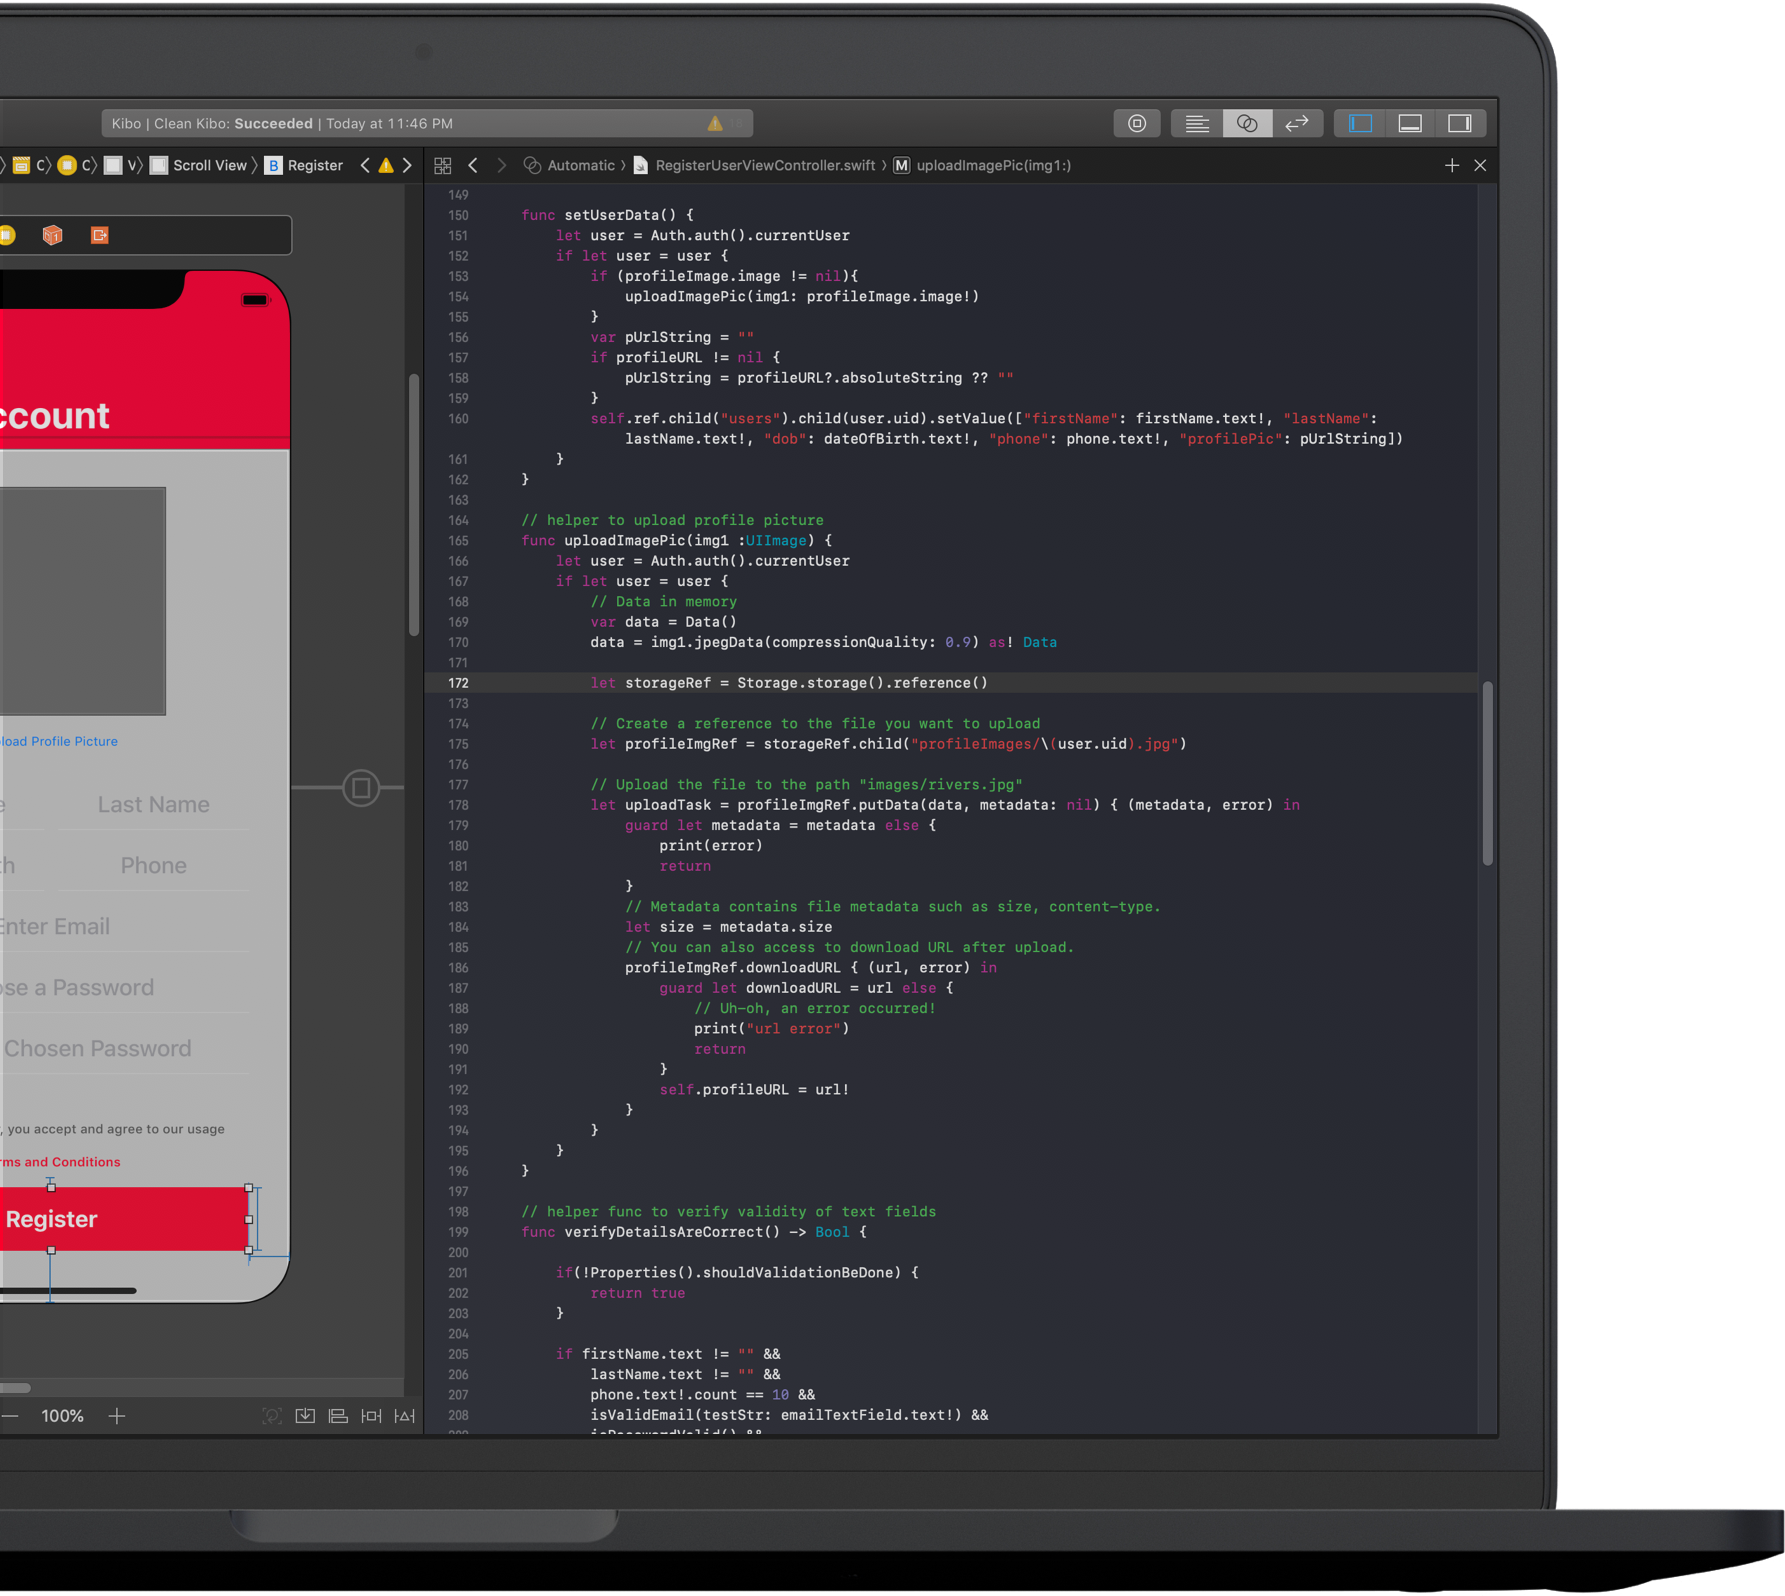 Kibo | Clean Kibo: Succeeded | Today at 11:46 PM
C C V Scroll View B Register
Automatic RegisterUserViewController.swift M uploadImagePic(img1:)
ccount
load Profile Picture
e Last Name
th Phone
Enter Email
ose a Password
Chosen Password
, you accept and agree to our usage
rms and Conditions
Register
100%
149
150 func setUserData() {
151 let user = Auth.auth().currentUser
152 if let user = user {
153 if (profileImage.image != nil){
154 uploadImagePic(img1: profileImage.image!)
155 }
156 var pUrlString = ""
157 if profileURL != nil {
158 pUrlString = profileURL?.absoluteString ?? ""
159 }
160 self.ref.child("users").child(user.uid).setValue(["firstName": firstName.text!, "lastName":
lastName.text!, "dob": dateOfBirth.text!, "phone": phone.text!, "profilePic": pUrlString])
161 }
162 }
163
164 // helper to upload profile picture
165 func uploadImagePic(img1 :UIImage) {
166 let user = Auth.auth().currentUser
167 if let user = user {
168 // Data in memory
169 var data = Data()
170 data = img1.jpegData(compressionQuality: 0.9) as! Data
171
172 let storageRef = Storage.storage().reference()
173
174 // Create a reference to the file you want to upload
175 let profileImgRef = storageRef.child("profileImages/\(user.uid).jpg")
176
177 // Upload the file to the path "images/rivers.jpg"
178 let uploadTask = profileImgRef.putData(data, metadata: nil) { (metadata, error) in
179 guard let metadata = metadata else {
180 print(error)
181 return
182 }
183 // Metadata contains file metadata such as size, content-type.
184 let size = metadata.size
185 // You can also access to download URL after upload.
186 profileImgRef.downloadURL { (url, error) in
187 guard let downloadURL = url else {
188 // Uh-oh, an error occurred!
189 print("url error")
190 return
191 }
192 self.profileURL = url!
193 }
194 }
195 }
196 }
197
198 // helper func to verify validity of text fields
199 func verifyDetailsAreCorrect() -> Bool {
200
201 if(!Properties().shouldValidationBeDone) {
202 return true
203 }
204
205 if firstName.text != "" &&
206 lastName.text != "" &&
207 phone.text!.count == 10 &&
208 isValidEmail(testStr: emailTextField.text!) &&